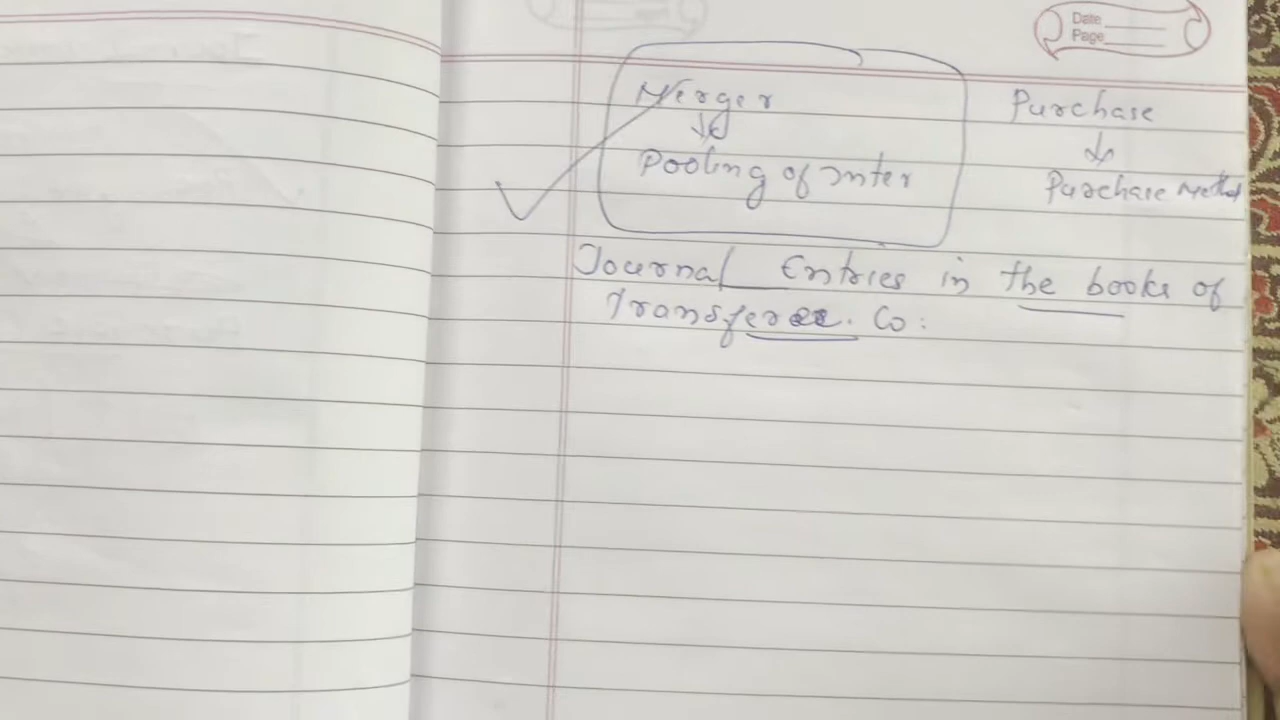 Date
Page
Merger
Pooling of Inter
Purchase
Purchase Method
Journal Entries in the books of
Transferee. Co: